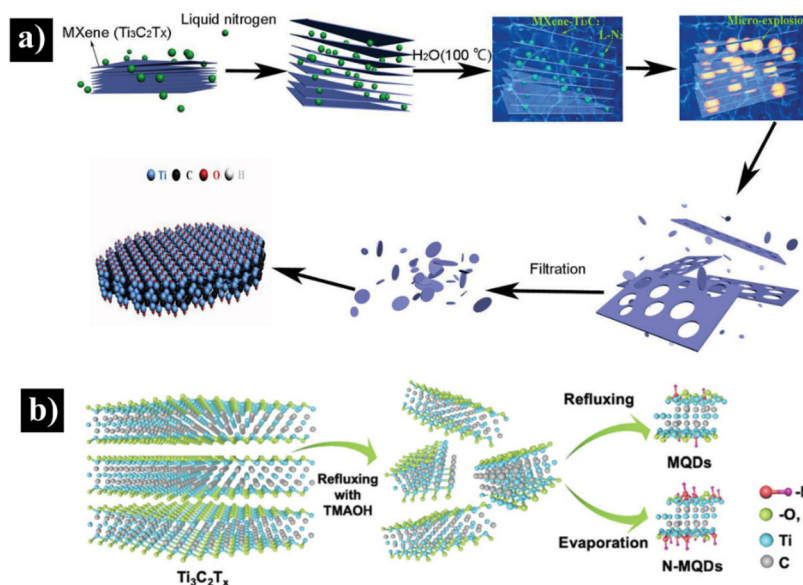 a)
Liquid nitrogen
MXene (Ti₃C₂Tx)
H₂O(100 ℃)
MXene-Ti₃C₂
L-N₂
Micro-explosion
Ti C O H
Filtration
b)
Refluxing
with
TMAOH
Ti₃C₂Tₓ
Refluxing
MQDs
Evaporation
N-MQDs
-O,
Ti
C